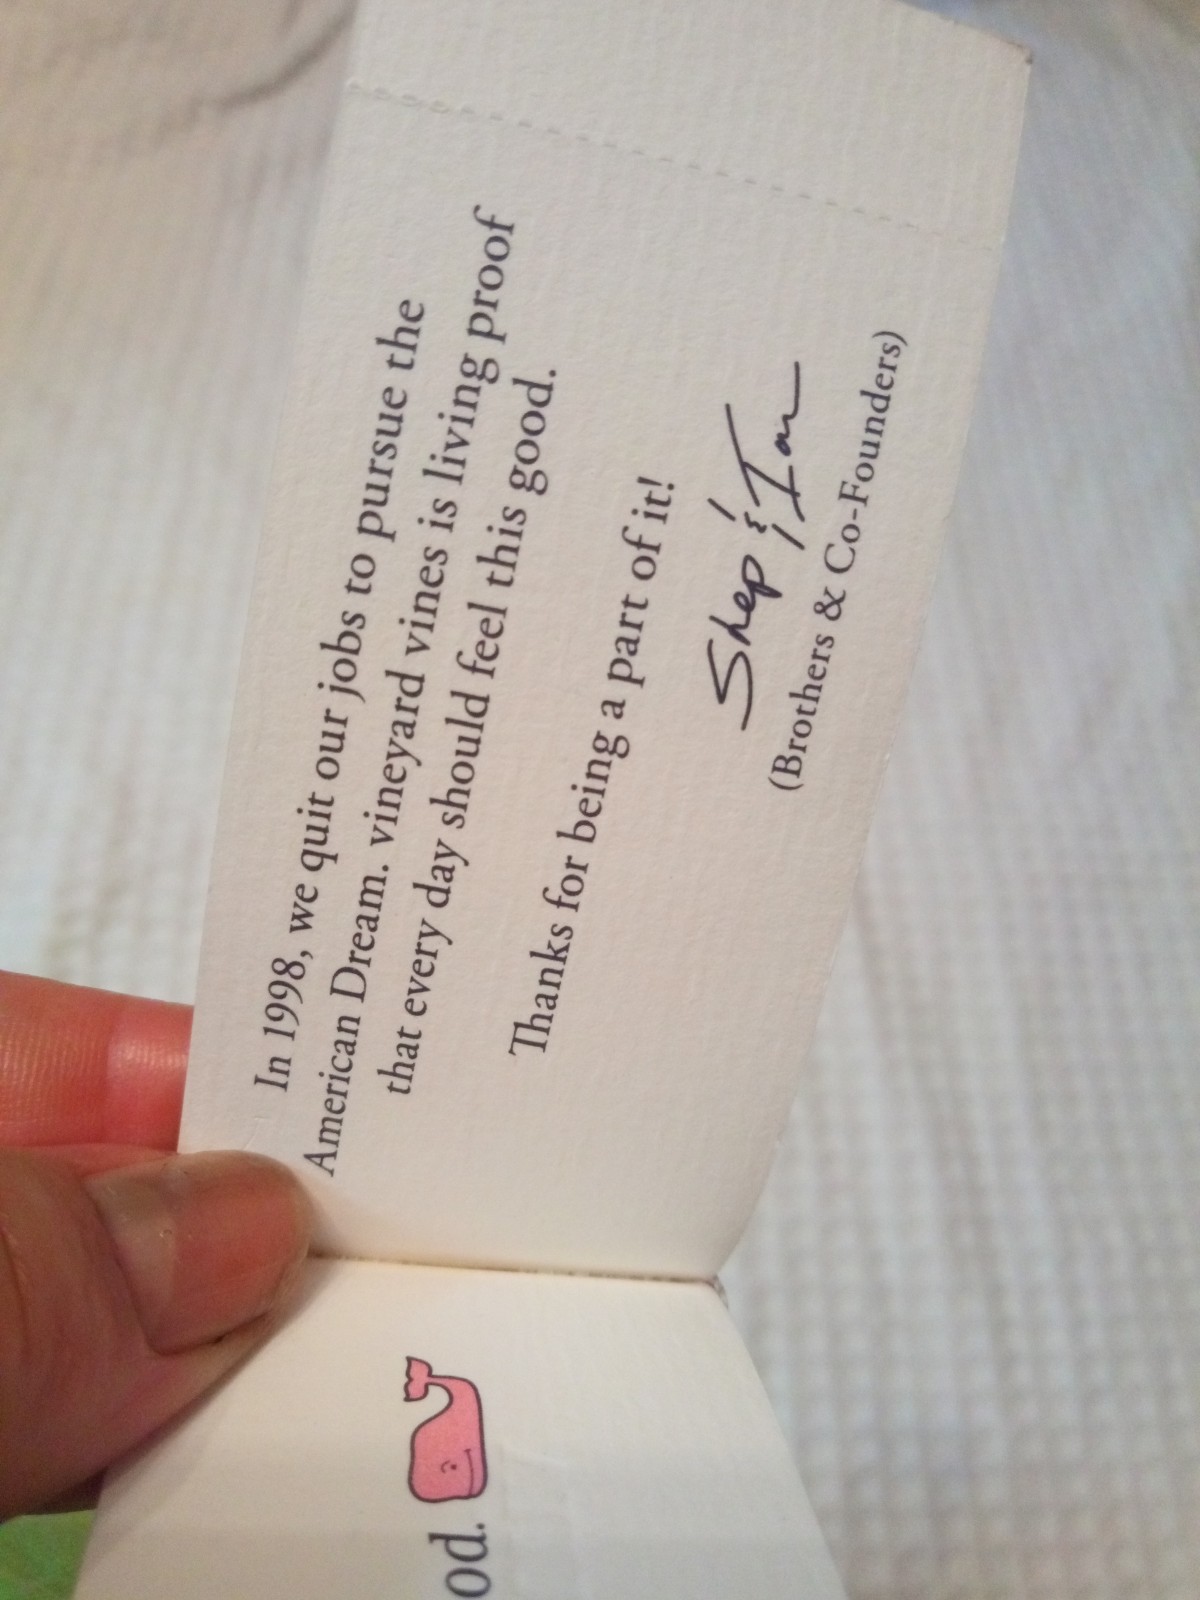 In 1998, we quit our jobs to pursue the
American Dream. vineyard vines is living proof
that every day should feel this good.
Thanks for being a part of it!
Shep & Ian
(Brothers & Co-Founders)
od.